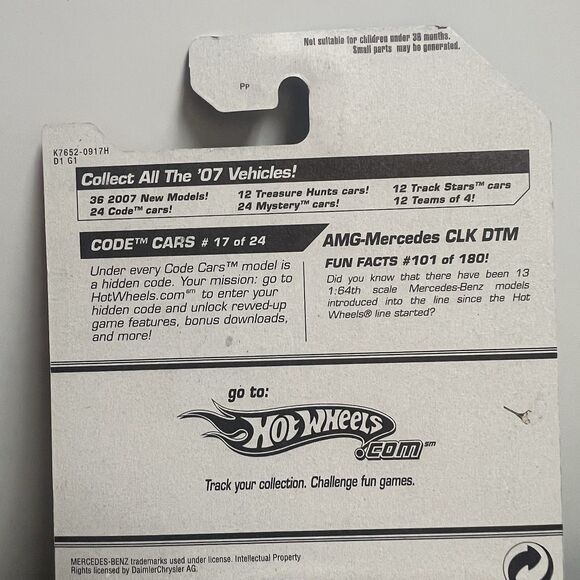 Not suitable for children under 36 months.
Small parts may be generated.
Pp
K7652-0917H
D1 G1
Collect All The '07 Vehicles!
36 2007 New Models! 12 Treasure Hunts cars! 12 Track Stars™ cars
24 Code™ cars! 24 Mystery™ cars! 12 Teams of 4!
CODE™ CARS # 17 of 24
AMG-Mercedes CLK DTM
Under every Code Cars™ model is
a hidden code. Your mission: go to
HotWheels.com℠ to enter your
hidden code and unlock rewed-up
game features, bonus downloads,
and more!
FUN FACTS #101 of 180!
Did you know that there have been 13
1:64th scale Mercedes-Benz models
introduced into the line since the Hot
Wheels® line started?
go to:
HOT WHEELS
.COM℠
Track your collection. Challenge fun games.
MERCEDES-BENZ trademarks used under license. Intellectual Property
Rights licensed by DaimlerChrysler AG.